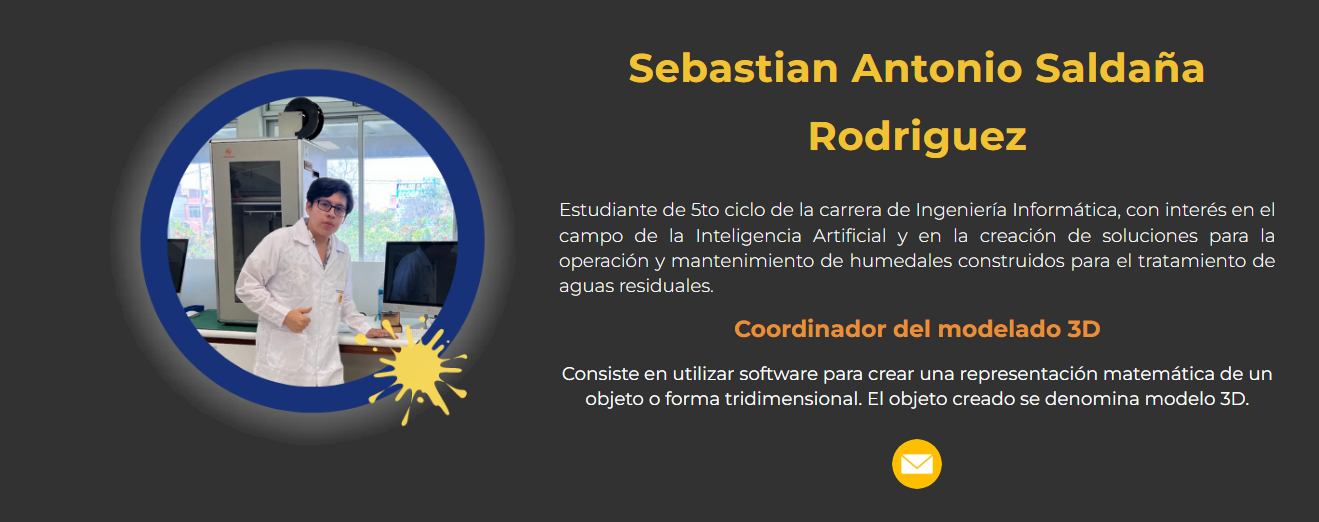 Sebastian Antonio Saldaña
Rodriguez
Estudiante de 5to ciclo de la carrera de Ingeniería Informática, con interés en el
campo de la Inteligencia Artificial y en la creación de soluciones para la
operación y mantenimiento de humedales construidos para el tratamiento de
aguas residuales.
Coordinador del modelado 3D
Consiste en utilizar software para crear una representación matemática de un
objeto o forma tridimensional. El objeto creado se denomina modelo 3D.